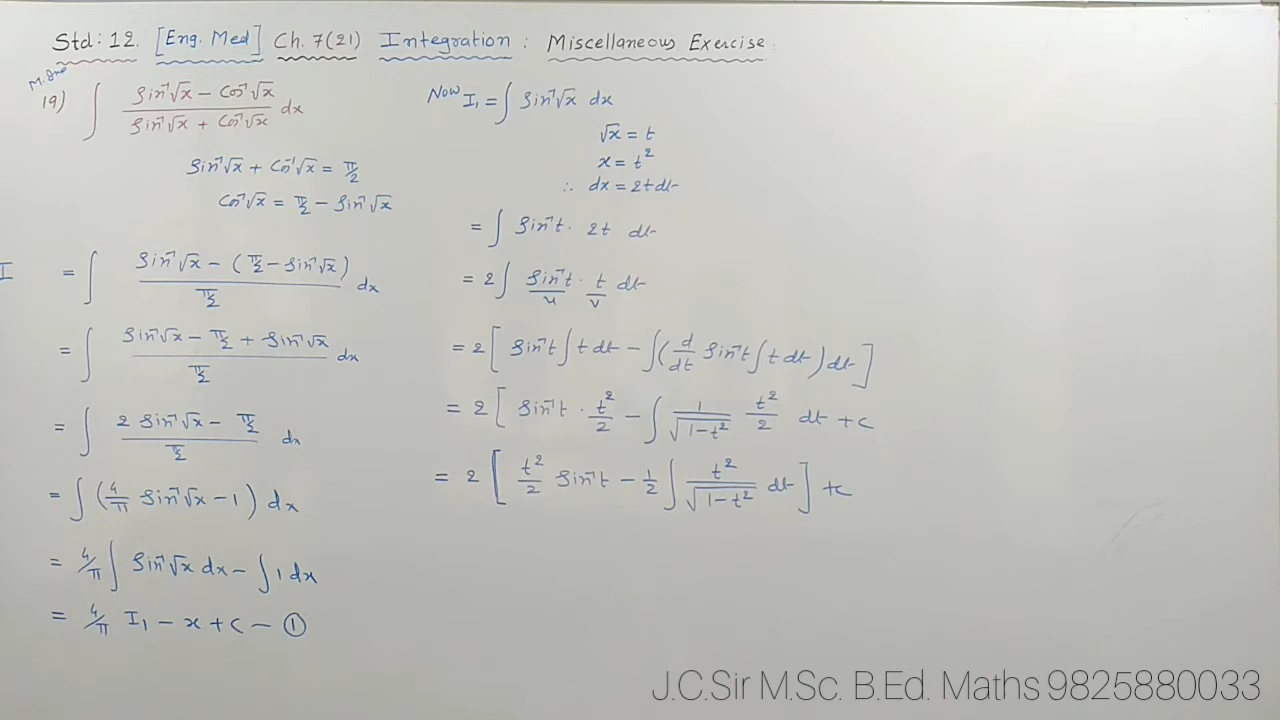 Std: 12. [Eng. Med] Ch. 7(21) Integration : Miscellaneous Exercise.
M. Imp
19) ∫ (sin⁻¹√x − cos⁻¹√x)/(sin⁻¹√x + cos⁻¹√x) dx
sin⁻¹√x + cos⁻¹√x = π/2
cos⁻¹√x = π/2 − sin⁻¹√x
I = ∫ (sin⁻¹√x − (π/2 − sin⁻¹√x))/(π/2) dx
= ∫ (sin⁻¹√x − π/2 + sin⁻¹√x)/(π/2) dx
= ∫ (2 sin⁻¹√x − π/2)/(π/2) dx
= ∫ (4/π sin⁻¹√x − 1) dx
= 4/π ∫ sin⁻¹√x dx − ∫ 1 dx
= 4/π I₁ − x + c − ①
Now I₁ = ∫ sin⁻¹√x dx
√x = t
x = t²
∴ dx = 2t dt
= ∫ sin⁻¹t · 2t dt
= 2 ∫ sin⁻¹t · t dt
u v
= 2 [ sin⁻¹t ∫ t dt − ∫ (d/dt sin⁻¹t ∫ t dt) dt ]
= 2 [ sin⁻¹t · t²/2 − ∫ 1/√(1−t²) t²/2 dt + c
= 2 [ t²/2 sin⁻¹t − 1/2 ∫ t²/√(1−t²) dt ] + c
J.C.Sir M.Sc. B.Ed. Maths 9825880033